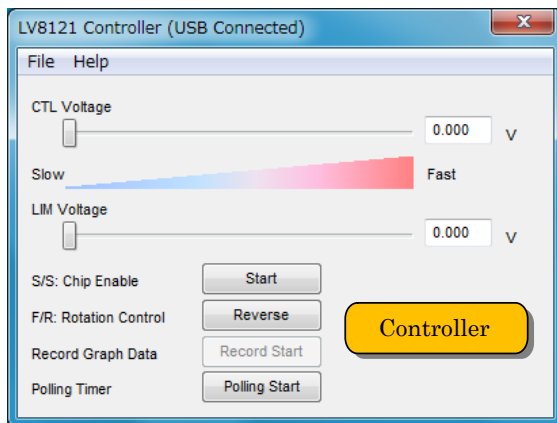 LV8121 Controller (USB Connected)
File Help
CTL Voltage
0.000 V
Slow Fast
LIM Voltage
0.000 V
S/S: Chip Enable Start
F/R: Rotation Control Reverse
Controller
Record Graph Data Record Start
Polling Timer Polling Start